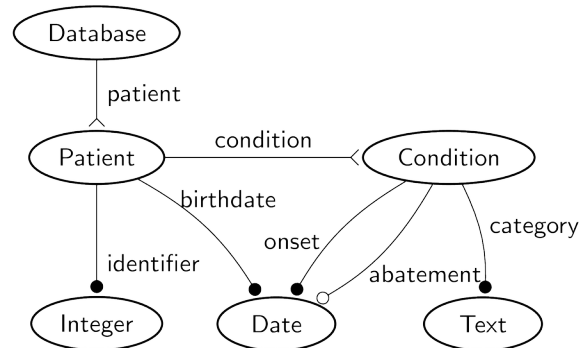 Database
patient
Patient
condition
Condition
birthdate
onset
category
identifier
abatement
Integer
Date
Text